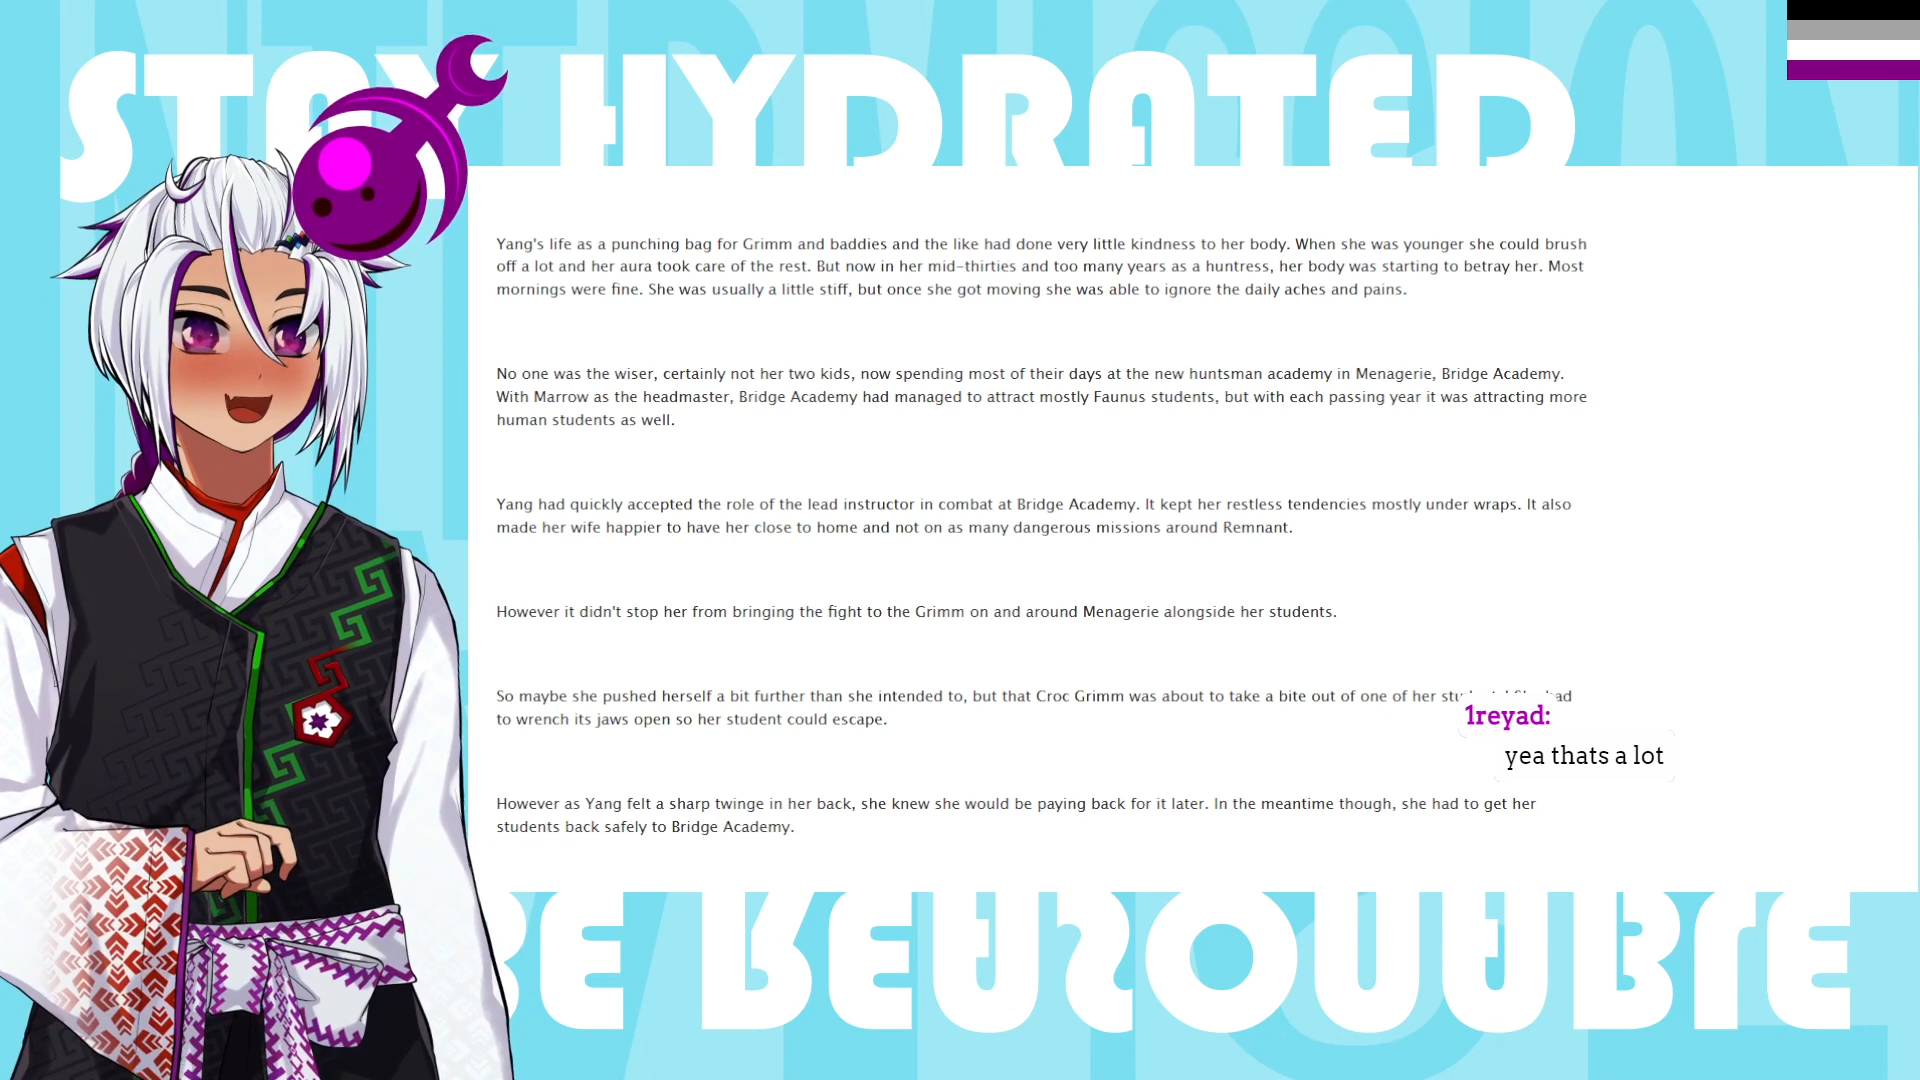 STAY HYDRATED
Yang's life as a punching bag for Grimm and baddies and the like had done very little kindness to her body. When she was younger she could brush
off a lot and her aura took care of the rest. But now in her mid-thirties and too many years as a huntress, her body was starting to betray her. Most
mornings were fine. She was usually a little stiff, but once she got moving she was able to ignore the daily aches and pains.
No one was the wiser, certainly not her two kids, now spending most of their days at the new huntsman academy in Menagerie, Bridge Academy.
With Marrow as the headmaster, Bridge Academy had managed to attract mostly Faunus students, but with each passing year it was attracting more
human students as well.
Yang had quickly accepted the role of the lead instructor in combat at Bridge Academy. It kept her restless tendencies mostly under wraps. It also
made her wife happier to have her close to home and not on as many dangerous missions around Remnant.
However it didn't stop her from bringing the fight to the Grimm on and around Menagerie alongside her students.
So maybe she pushed herself a bit further than she intended to, but that Croc Grimm was about to take a bite out of one of her
to wrench its jaws open so her student could escape.
1reyad:
yea thats a lot
However as Yang felt a sharp twinge in her back, she knew she would be paying back for it later. In the meantime though, she had to get her
students back safely to Bridge Academy.
BE